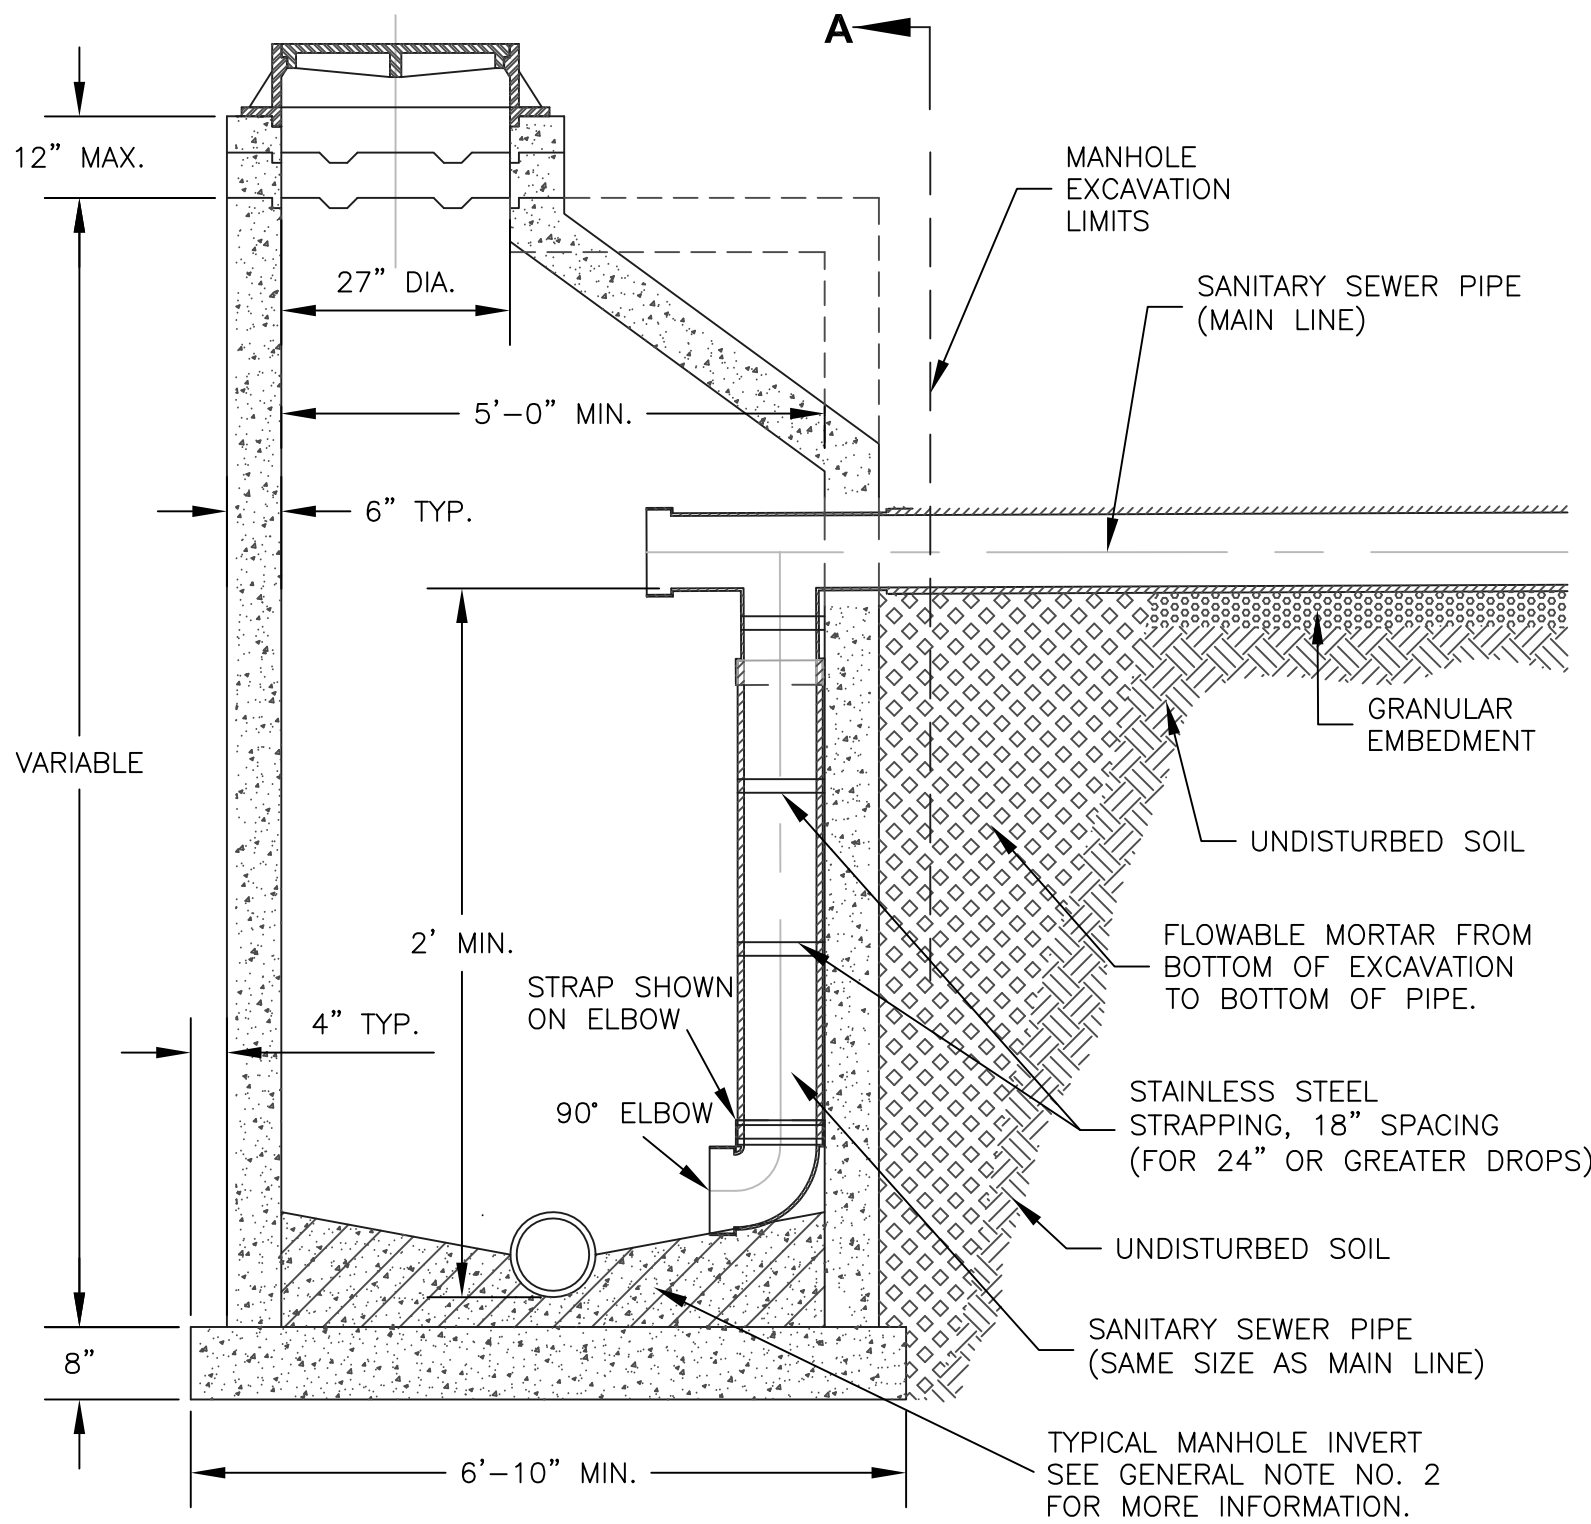 A
12” MAX.
MANHOLE
EXCAVATION
LIMITS
27” DIA.
SANITARY SEWER PIPE
(MAIN LINE)
5’-0” MIN.
6” TYP.
GRANULAR
EMBEDMENT
VARIABLE
UNDISTURBED SOIL
2’ MIN.
FLOWABLE MORTAR FROM
BOTTOM OF EXCAVATION
TO BOTTOM OF PIPE.
STRAP SHOWN
ON ELBOW
4” TYP.
90° ELBOW
STAINLESS STEEL
STRAPPING, 18” SPACING
(FOR 24” OR GREATER DROPS)
UNDISTURBED SOIL
SANITARY SEWER PIPE
(SAME SIZE AS MAIN LINE)
8”
6’-10” MIN.
TYPICAL MANHOLE INVERT
SEE GENERAL NOTE NO. 2
FOR MORE INFORMATION.